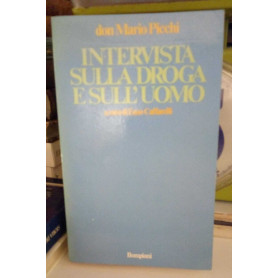 don Mario Picchi
INTERVISTA
SULLA DROGA
E SULL'UOMO
Bompiani